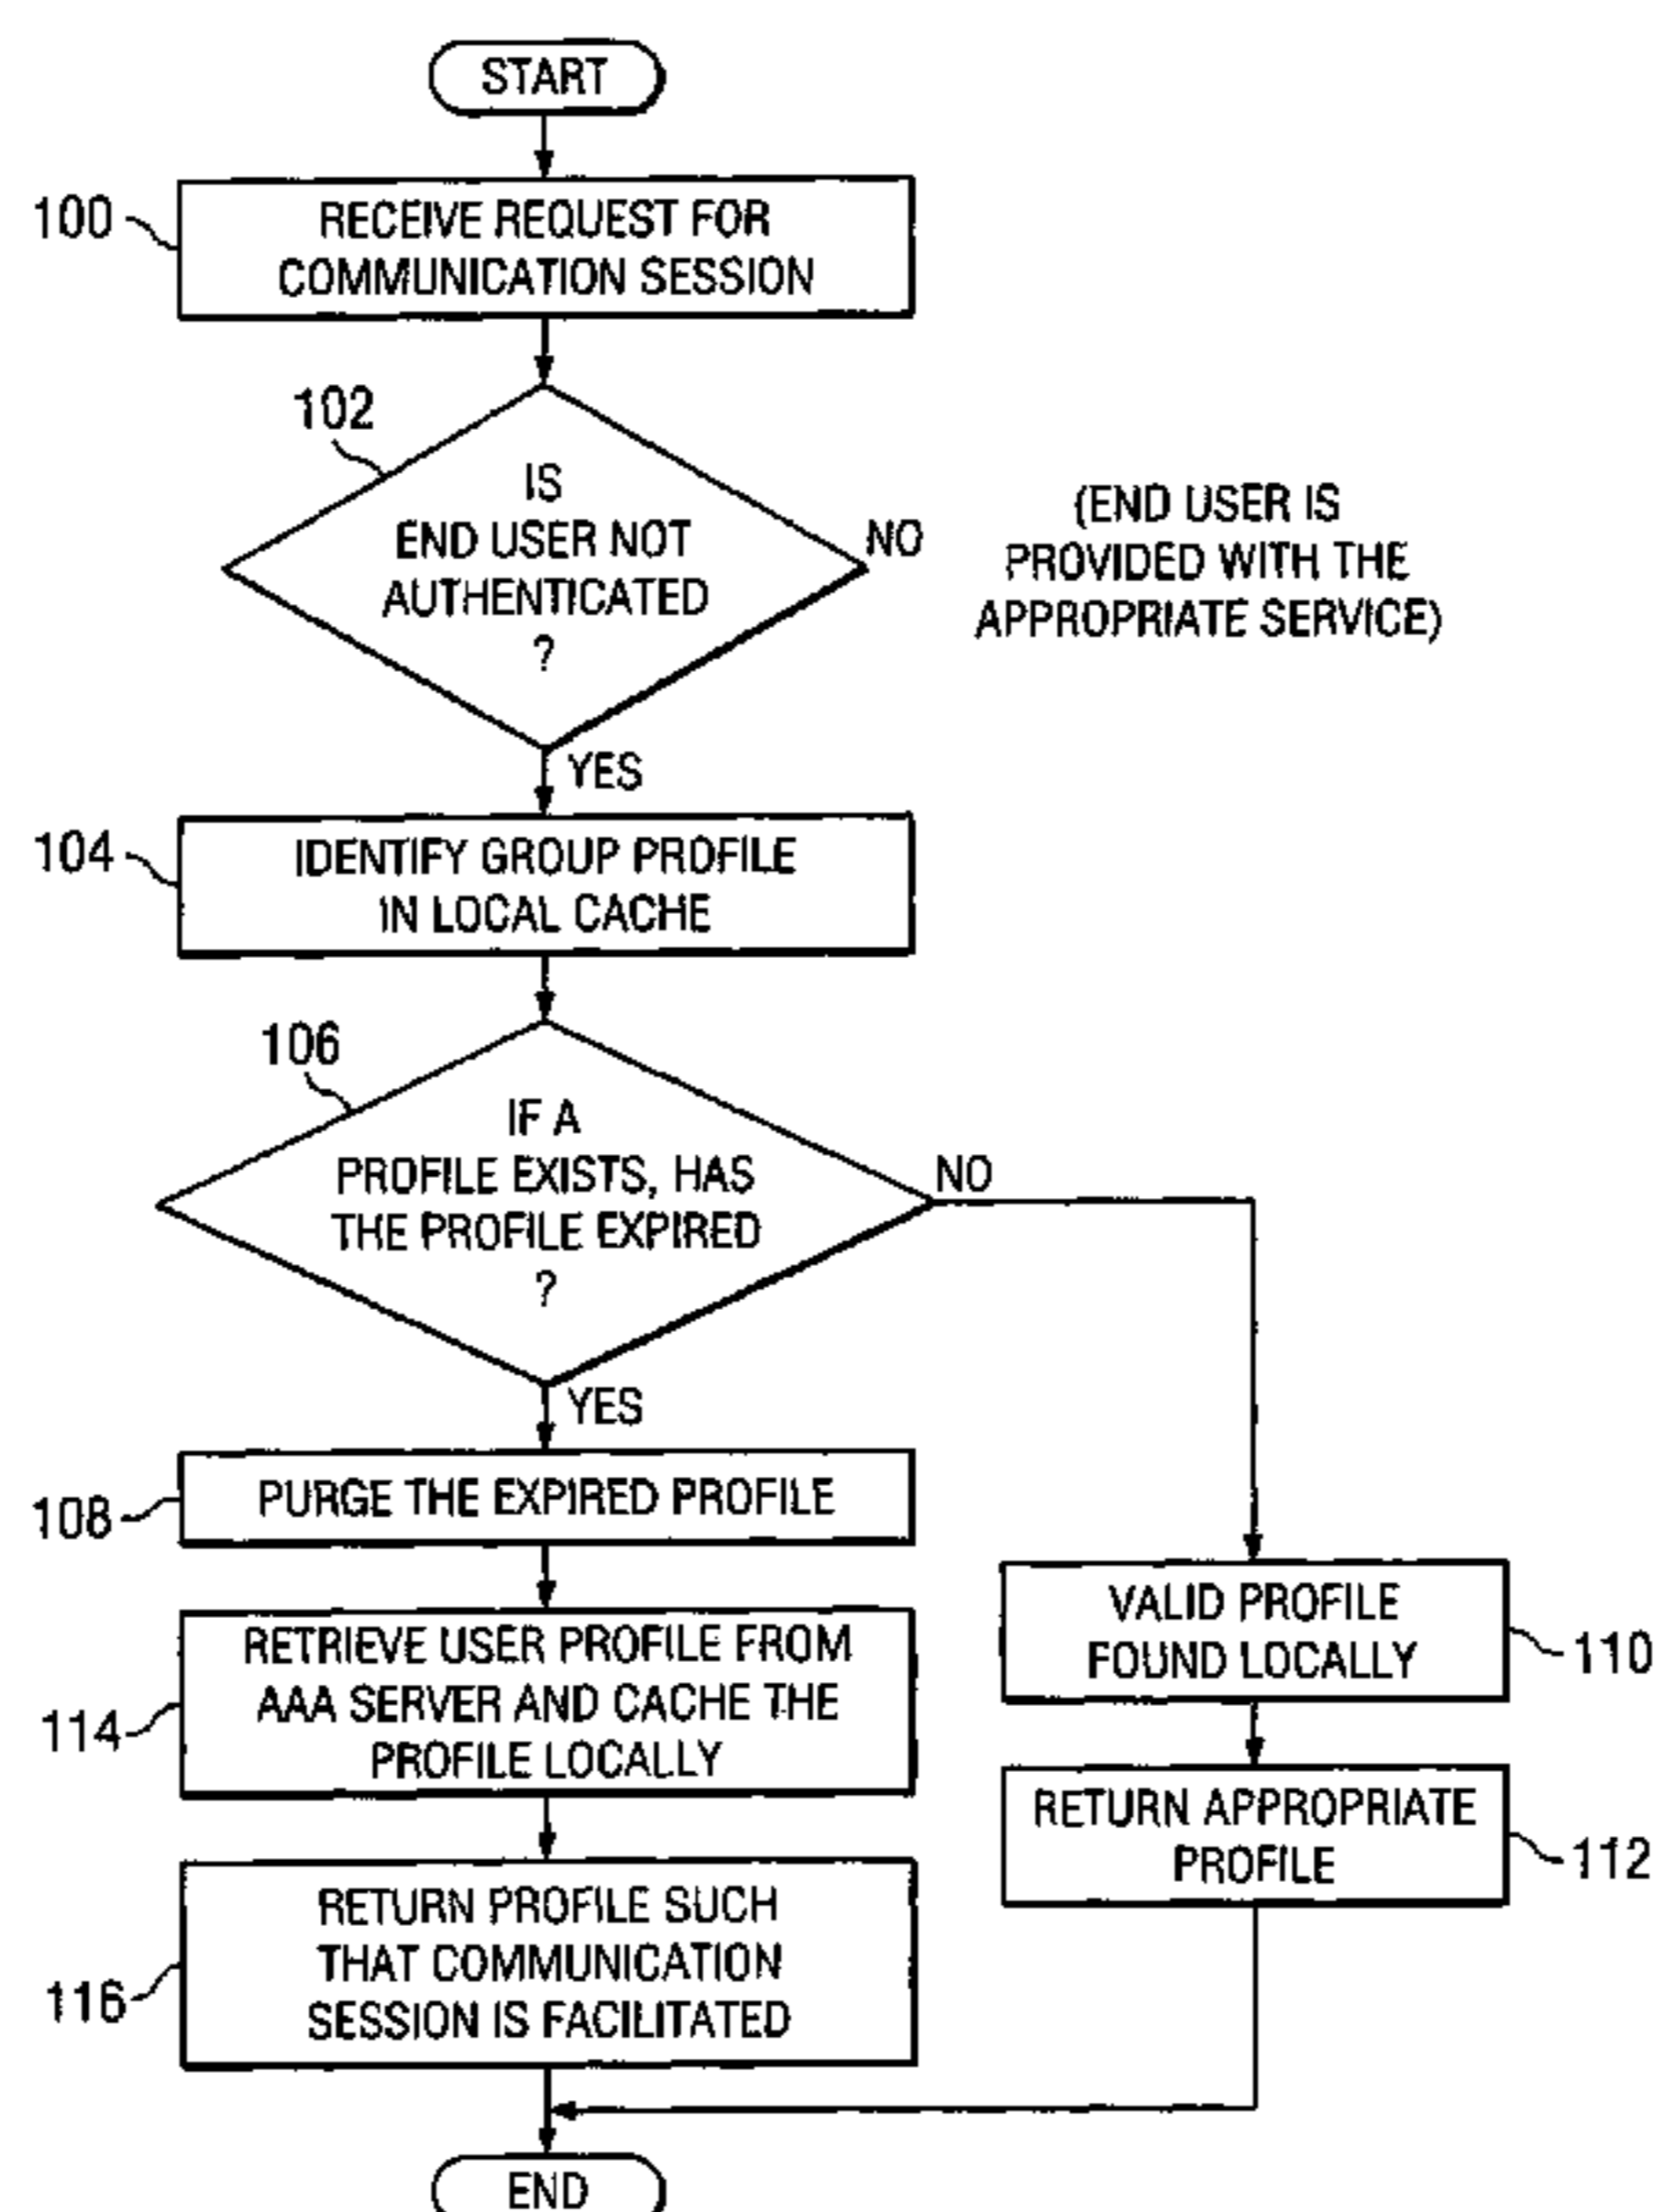 START
100
RECEIVE REQUEST FOR
COMMUNICATION SESSION
102
IS
END USER NOT
AUTHENTICATED
?
NO
(END USER IS
PROVIDED WITH THE
APPROPRIATE SERVICE)
YES
104
IDENTIFY GROUP PROFILE
IN LOCAL CACHE
106
IF A
PROFILE EXISTS, HAS
THE PROFILE EXPIRED
?
NO
YES
108
PURGE THE EXPIRED PROFILE
VALID PROFILE
FOUND LOCALLY
110
114
RETRIEVE USER PROFILE FROM
AAA SERVER AND CACHE THE
PROFILE LOCALLY
RETURN APPROPRIATE
PROFILE
112
116
RETURN PROFILE SUCH
THAT COMMUNICATION
SESSION IS FACILITATED
END